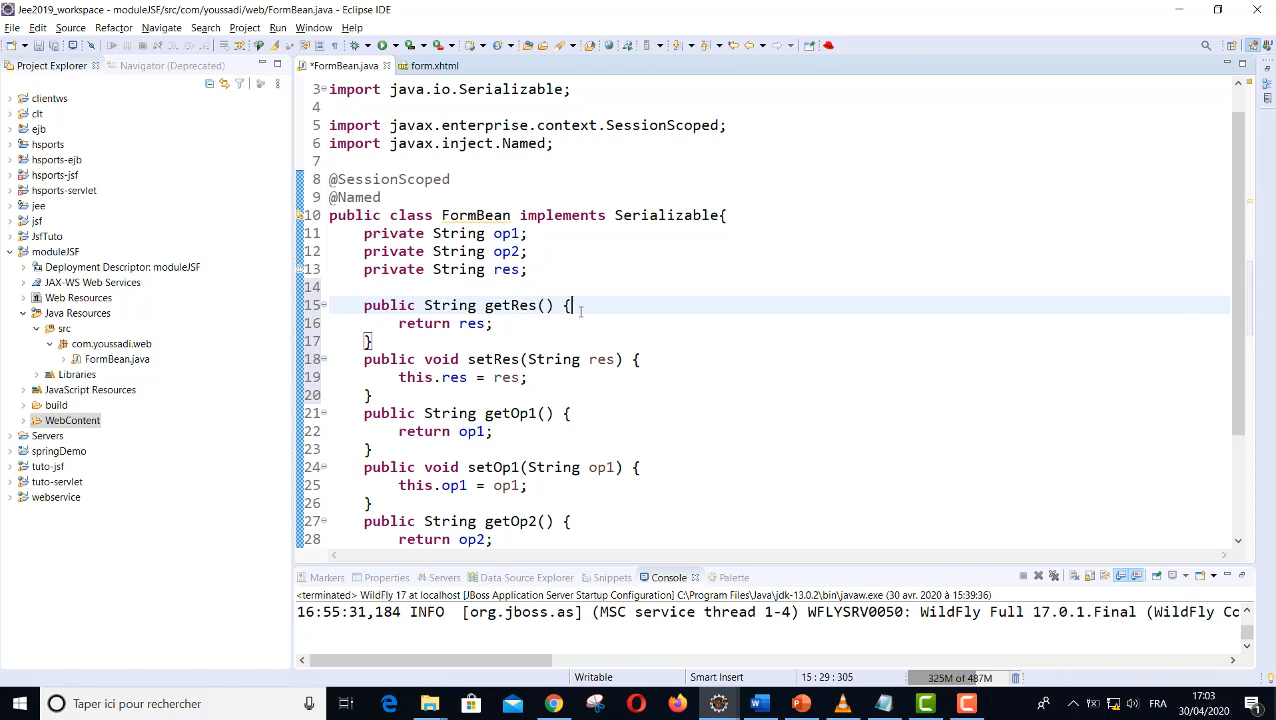 Jee2019_workspace - moduleJSF/src/com/youssadi/web/FormBean.java - Eclipse IDE
File Edit Source Refactor Navigate Search Project Run Window Help
Project Explorer
Navigator (Deprecated)
*FormBean.java
form.xhtml
clientws
clt
ejb
hsports
hsports-ejb
hsports-jsf
hsports-servlet
jee
jsf
JsfTuto
moduleJSF
Deployment Descriptor: moduleJSF
JAX-WS Web Services
Web Resources
Java Resources
src
com.youssadi.web
FormBean.java
Libraries
JavaScript Resources
build
WebContent
Servers
springDemo
tuto-jsf
tuto-servlet
webservice
3 import java.io.Serializable;
4
5 import javax.enterprise.context.SessionScoped;
6 import javax.inject.Named;
7
8 @SessionScoped
9 @Named
10 public class FormBean implements Serializable{
11 private String op1;
12 private String op2;
13 private String res;
14
15 public String getRes() {
16 return res;
17 }
18 public void setRes(String res) {
19 this.res = res;
20 }
21 public String getOp1() {
22 return op1;
23 }
24 public void setOp1(String op1) {
25 this.op1 = op1;
26 }
27 public String getOp2() {
28 return op2;
Markers Properties Servers Data Source Explorer Snippets Console Palette
<terminated> WildFly 17 at localhost [JBoss Application Server Startup Configuration] C:\Program Files\Java\jdk-13.0.2\bin\javaw.exe (30 avr. 2020 à 15:39:36)
16:55:31,184 INFO [org.jboss.as] (MSC service thread 1-4) WFLYSRV0050: WildFly Full 17.0.1.Final (WildFly Co
Writable
Smart Insert
15 : 29 : 305
325M of 487M
Taper ici pour rechercher
FRA
17:03
30/04/2020